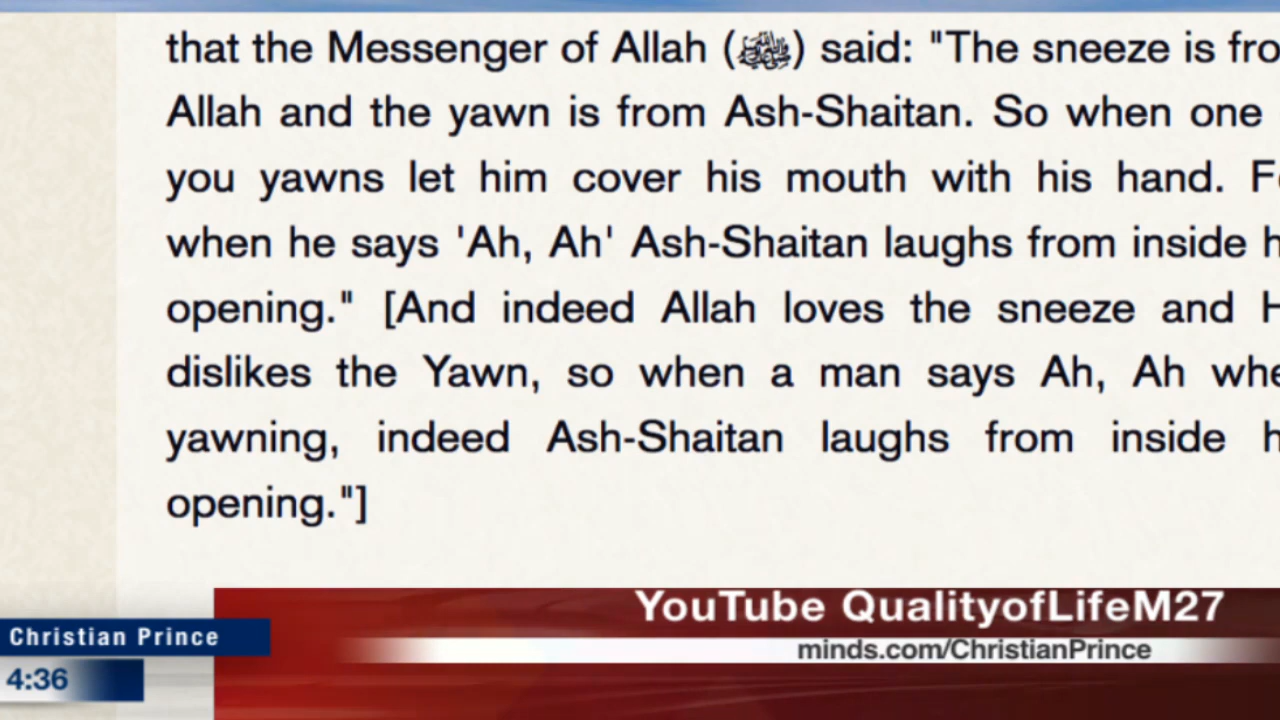 that the Messenger of Allah (ﷺ) said: "The sneeze is fro
Allah and the yawn is from Ash-Shaitan. So when one
you yawns let him cover his mouth with his hand. F
when he says 'Ah, Ah' Ash-Shaitan laughs from inside h
opening." [And indeed Allah loves the sneeze and H
dislikes the Yawn, so when a man says Ah, Ah whe
yawning, indeed Ash-Shaitan laughs from inside h
opening."]
YouTube QualityofLifeM27
minds.com/ChristianPrince
Christian Prince
4:36